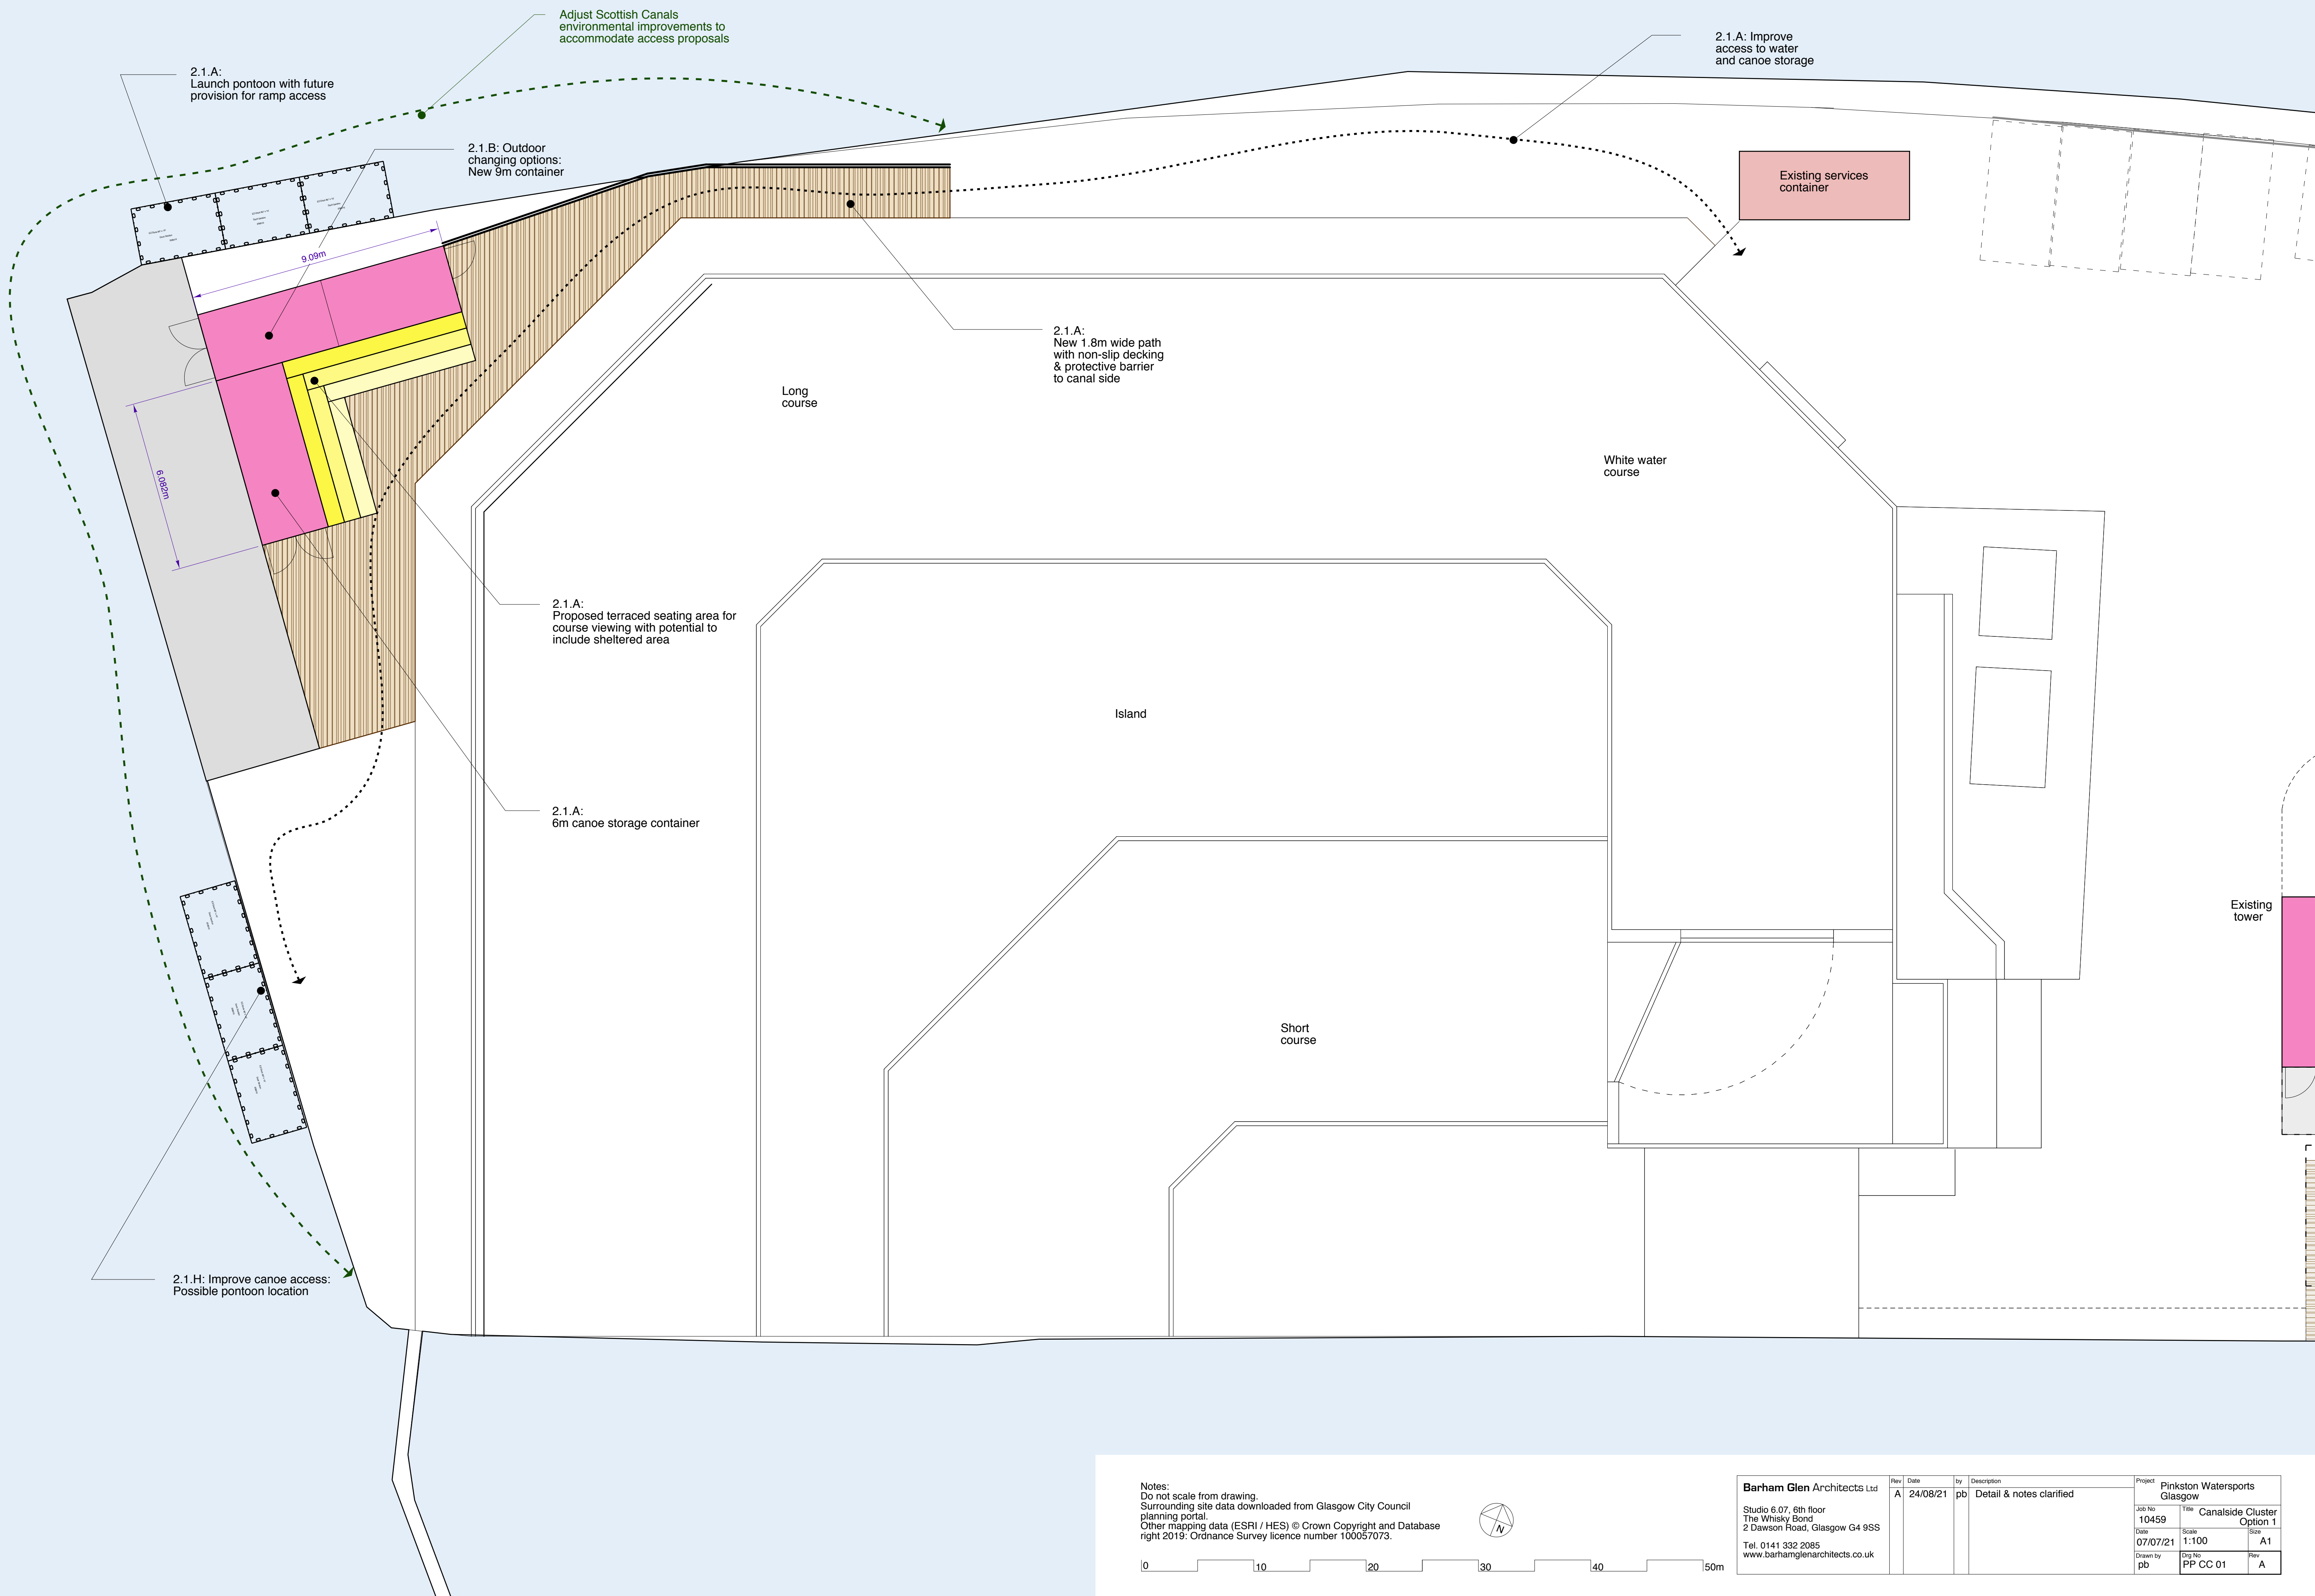 Adjust Scottish Canals
environmental improvements to
accommodate access proposals
2.1.A: Improve
access to water
and canoe storage
2.1.A:
Launch pontoon with future
provision for ramp access
2.1.B: Outdoor
changing options:
New 9m container
Existing services
container
9.09m
2.1.A:
New 1.8m wide path
with non-slip decking
& protective barrier
to canal side
Long
course
White water
course
6.082m
2.1.A:
Proposed terraced seating area for
course viewing with potential to
include sheltered area
Island
2.1.A:
6m canoe storage container
Existing
tower
Short
course
2.1.H: Improve canoe access:
Possible pontoon location
Notes:
Do not scale from drawing.
Surrounding site data downloaded from Glasgow City Council
planning portal.
Other mapping data (ESRI / HES) © Crown Copyright and Database
right 2019: Ordnance Survey licence number 100057073.
N
0 10 20 30 40 50m
Barham Glen Architects Ltd
Studio 6.07, 6th floor
The Whisky Bond
2 Dawson Road, Glasgow G4 9SS
Tel. 0141 332 2085
www.barhamglenarchitects.co.uk
Rev Date by Description
A 24/08/21 pb Detail & notes clarified
Project Pinkston Watersports
Glasgow
Job No
10459
Title Canalside Cluster
Option 1
Date
07/07/21
Scale
1:100
Size
A1
Drawn by
pb
Drg No
PP CC 01
Rev
A